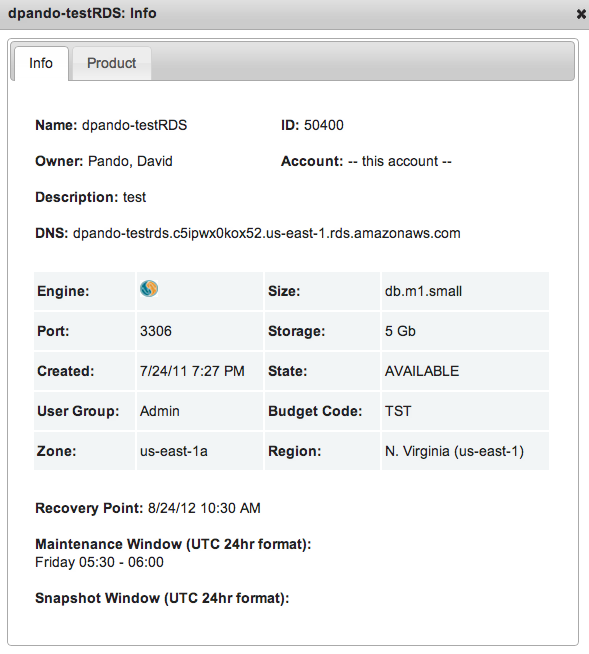 dpando-testRDS: Info
Info Product
Name: dpando-testRDS ID: 50400
Owner: Pando, David Account: -- this account --
Description: test
DNS: dpando-testrds.c5ipwx0kox52.us-east-1.rds.amazonaws.com
Engine: Size: db.m1.small
Port: 3306 Storage: 5 Gb
Created: 7/24/11 7:27 PM State: AVAILABLE
User Group: Admin Budget Code: TST
Zone: us-east-1a Region: N. Virginia (us-east-1)
Recovery Point: 8/24/12 10:30 AM
Maintenance Window (UTC 24hr format):
Friday 05:30 - 06:00
Snapshot Window (UTC 24hr format):